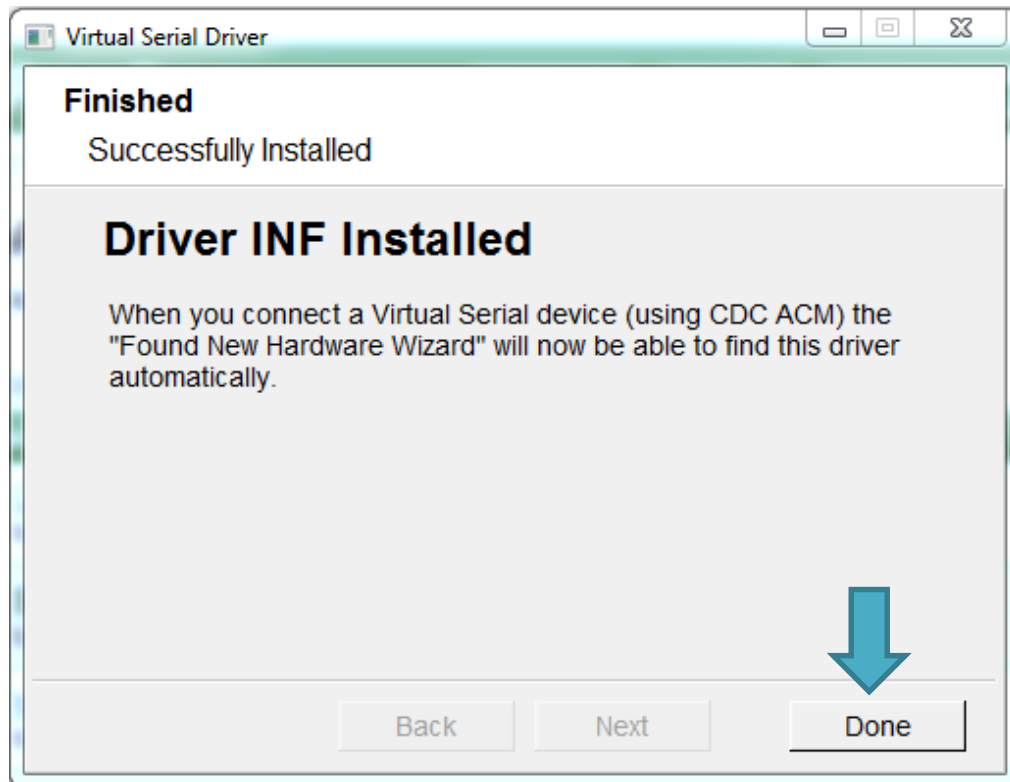 Virtual Serial Driver
Finished
Successfully Installed
Driver INF Installed
When you connect a Virtual Serial device (using CDC ACM) the
"Found New Hardware Wizard" will now be able to find this driver
automatically.
Back Next Done